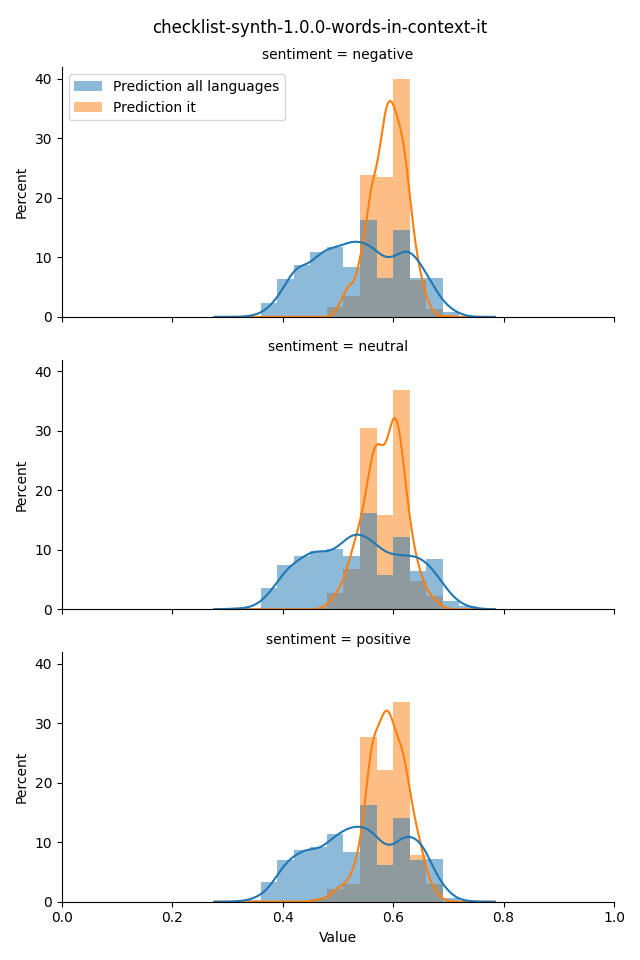 checklist-synth-1.0.0-words-in-context-it
sentiment = negative
40
30
20
10
0
Percent
Prediction all languages
Prediction it
sentiment = neutral
40
30
20
10
0
Percent
sentiment = positive
40
30
20
10
0
Percent
0.0 0.2 0.4 0.6 0.8 1.0
Value